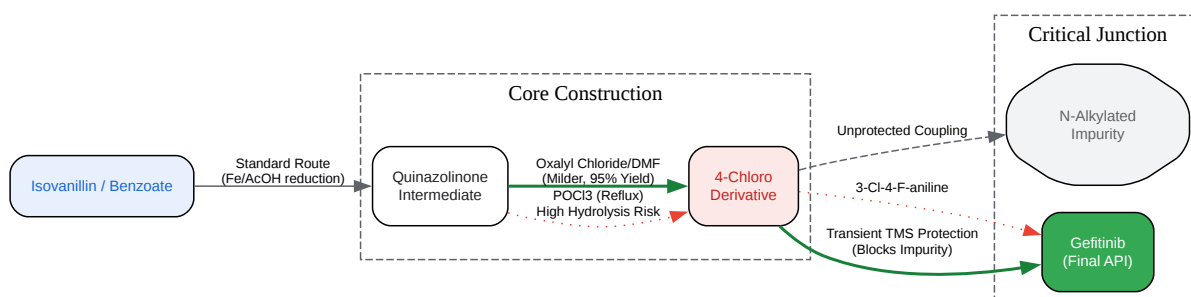 Critical Junction
Core Construction
Isovanillin / Benzoate
Standard Route
(Fe/AcOH reduction)
Quinazolinone
Intermediate
Oxalyl Chloride/DMF
(Milder, 95% Yield)
POCl3 (Reflux)
High Hydrolysis Risk
4-Chloro
Derivative
Unprotected Coupling
N-Alkylated
Impurity
3-Cl-4-F-aniline
Transient TMS Protection
(Blocks Impurity)
Gefitinib
(Final API)